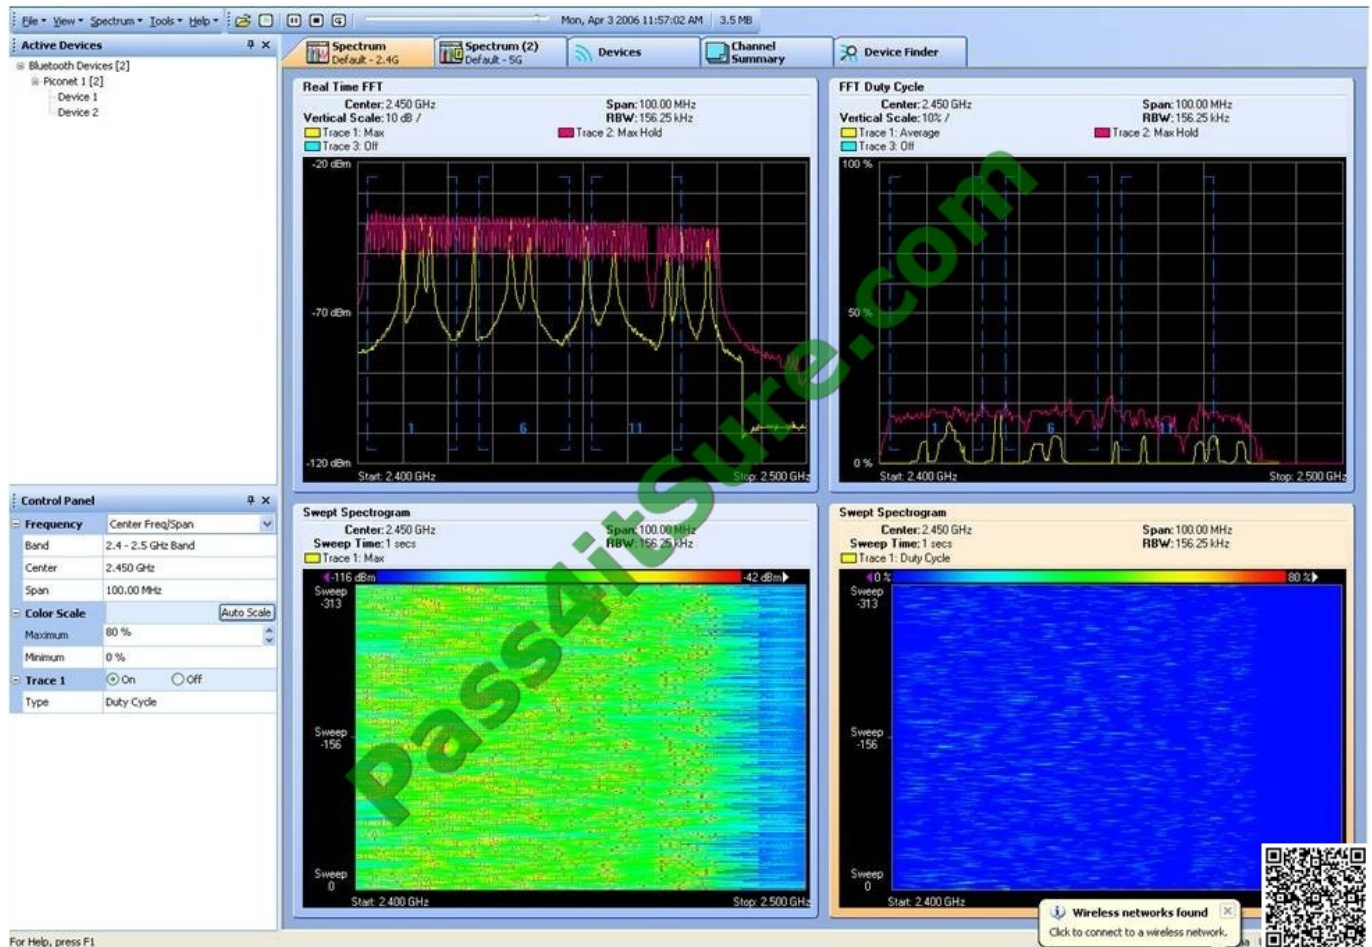 File View Spectrum Tools Help
Mon, Apr 3 2006 11:57:02 AM 3.5 MB
Active Devices
Bluetooth Devices [2]
Piconet 1 [2]
Device 1
Device 2
Spectrum
Default - 2.4G
Spectrum (2)
Default - 5G
Devices
Channel
Summary
Device Finder
Real Time FFT
Center: 2.450 GHz Span: 100.00 MHz
Vertical Scale: 10 dB / RBW: 156.25 kHz
Trace 1: Max Trace 2: Max Hold
Trace 3: Off
-20 dBm
-70 dBm
-120 dBm
1 6 11
Start: 2.400 GHz Stop: 2.500 GHz
FFT Duty Cycle
Center: 2.450 GHz Span: 100.00 MHz
Vertical Scale: 10% / RBW: 156.25 kHz
Trace 1: Average Trace 2: Max Hold
Trace 3: Off
100 %
50 %
0 %
1 6 11
Start: 2.400 GHz Stop: 2.500 GHz
Control Panel
Frequency Center Freq/Span
Band 2.4 - 2.5 GHz Band
Center 2.450 GHz
Span 100.00 MHz
Color Scale Auto Scale
Maximum 80 %
Minimum 0 %
Trace 1 On Off
Type Duty Cycle
Swept Spectrogram
Center: 2.450 GHz Span: 100.00 MHz
Sweep Time: 1 secs RBW: 156.25 kHz
Trace 1: Max
-116 dBm -42 dBm
Sweep
-313
Sweep
-156
Sweep
0
Start: 2.400 GHz Stop: 2.500 GHz
Swept Spectrogram
Center: 2.450 GHz Span: 100.00 MHz
Sweep Time: 1 secs RBW: 156.25 kHz
Trace 1: Duty Cycle
0 % 80 %
Sweep
-313
Sweep
-156
Sweep
0
Start: 2.400 GHz
Wireless networks found
Click to connect to a wireless network.
For Help, press F1
Pass4itSure.com